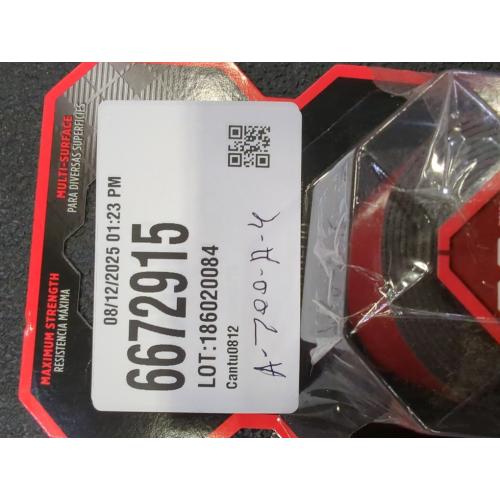 MAXIMUM STRENGTH
RESISTENCIA MÁXIMA
MULTI-SURFACE
PARA DIVERSAS SUPERFICIES
08/12/2025 01:23 PM
6672915
LOT:186020084
Cantu0812
A-700-A-4